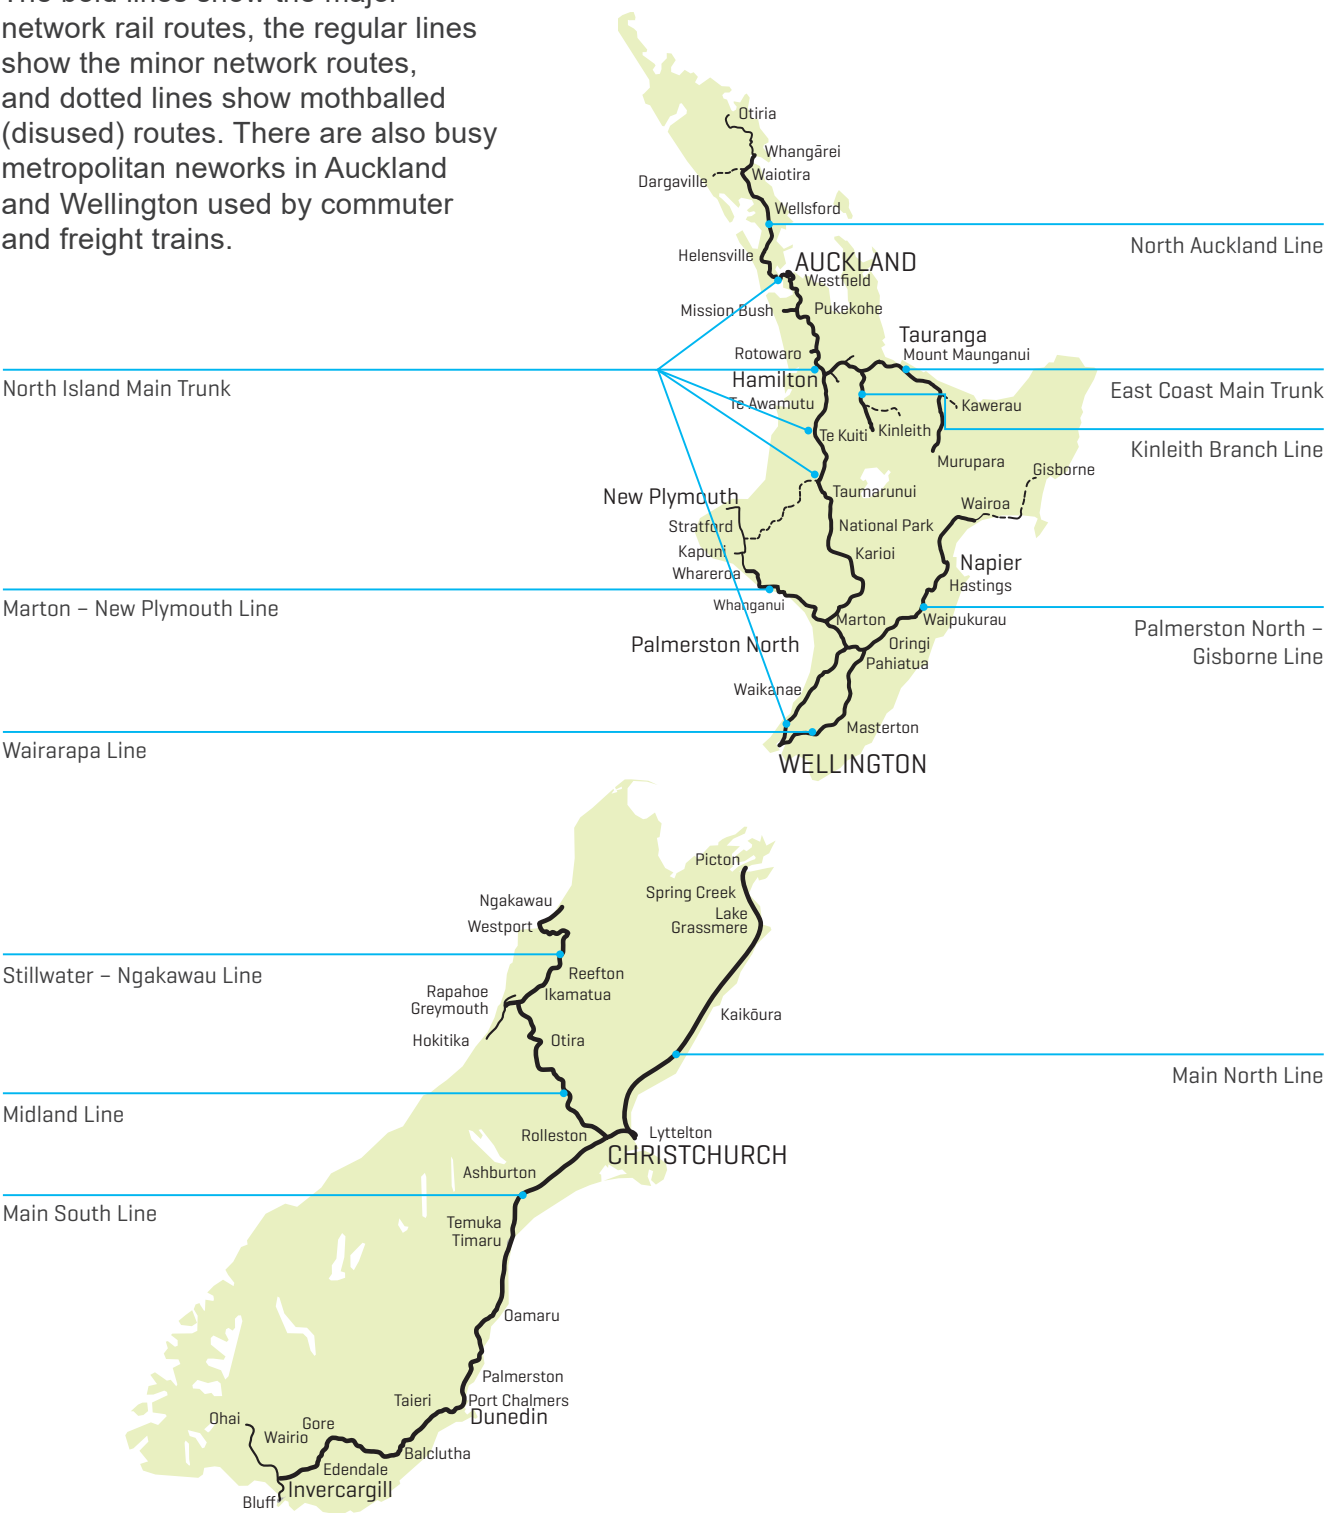 The bold lines show the major
network rail routes, the regular lines
show the minor network routes,
and dotted lines show mothballed
(disused) routes. There are also busy
metropolitan neworks in Auckland
and Wellington used by commuter
and freight trains.
Otiria
Whangārei
Waiotira
Dargaville
Wellsford
North Auckland Line
Helensville
AUCKLAND
Westfield
Mission Bush
Pukekohe
Tauranga
Mount Maunganui
Rotowaro
Hamilton
North Island Main Trunk
East Coast Main Trunk
Te Awamutu
Kawerau
Te Kuiti
Kinleith
Kinleith Branch Line
Murupara
Gisborne
Taumarunui
New Plymouth
Wairoa
Stratford
National Park
Kapuni
Karioi
Napier
Whareroa
Hastings
Marton – New Plymouth Line
Whanganui
Marton
Waipukurau
Palmerston North –
Gisborne Line
Palmerston North
Oringi
Pahiatua
Waikanae
Masterton
Wairarapa Line
WELLINGTON
Picton
Spring Creek
Ngakawau
Lake
Grassmere
Westport
Stillwater – Ngakawau Line
Reefton
Rapahoe
Ikamatua
Greymouth
Kaikōura
Hokitika
Otira
Main North Line
Midland Line
Rolleston
Lyttelton
CHRISTCHURCH
Ashburton
Main South Line
Temuka
Timaru
Oamaru
Palmerston
Taieri
Port Chalmers
Dunedin
Ohai
Gore
Wairio
Balclutha
Edendale
Invercargill
Bluff